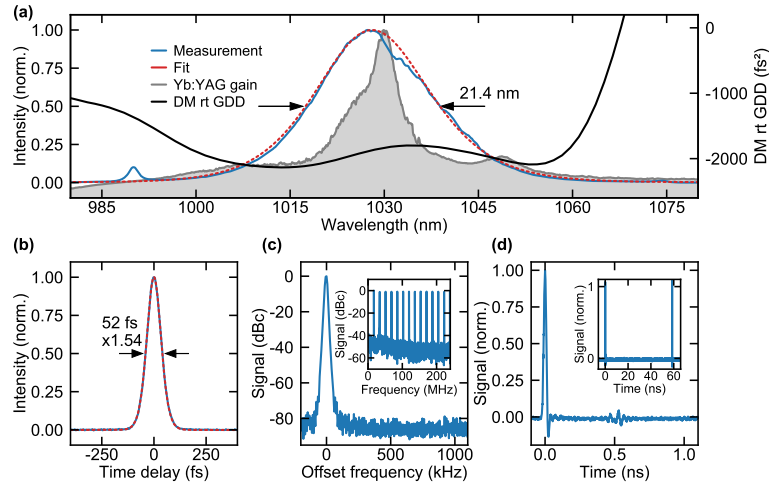 (a)
Intensity (norm.)
1.00
0.75
0.50
0.25
0.00
Measurement
Fit
Yb:YAG gain
DM rt GDD
21.4 nm
0
-1000
-2000
DM rt GDD (fs²)
985
1000
1015
1030
1045
1060
1075
Wavelength (nm)
(b)
Intensity (norm.)
1.00
0.75
0.50
0.25
0.00
52 fs
x1.54
-250
0
250
Time delay (fs)
(c)
Signal (dBc)
0
-20
-40
-60
-80
0
500
1000
Offset frequency (kHz)
Signal (dBc)
0
-20
-40
-60
0
100
200
Frequency (MHz)
(d)
Signal (norm.)
1.00
0.75
0.50
0.25
0.00
0.0
0.5
1.0
Time (ns)
Signal (norm.)
1
0
0
20
40
60
Time (ns)